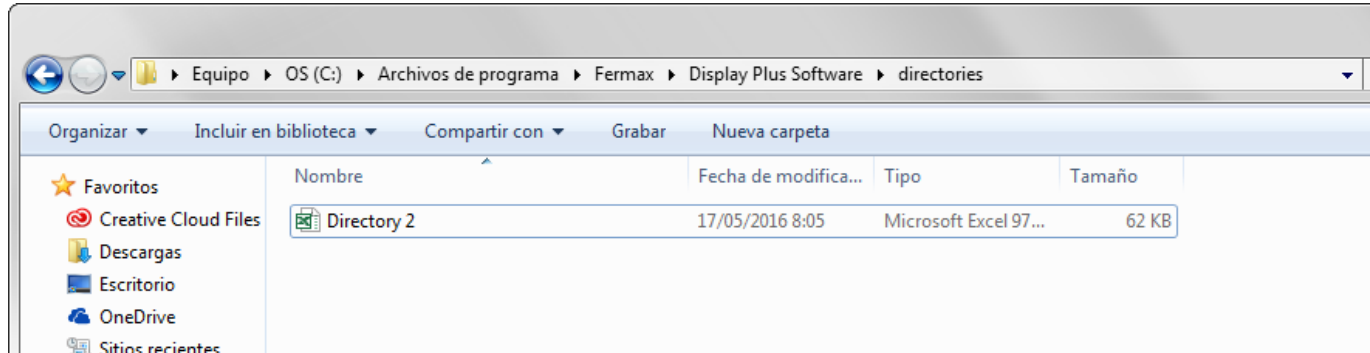 Equipo OS (C:) Archivos de programa Fermax Display Plus Software directories
Organizar Incluir en biblioteca Compartir con Grabar Nueva carpeta
Nombre Fecha de modifica... Tipo Tamaño
Favoritos
Creative Cloud Files
Directory 2 17/05/2016 8:05 Microsoft Excel 97... 62 KB
Descargas
Escritorio
OneDrive
Sitios recientes